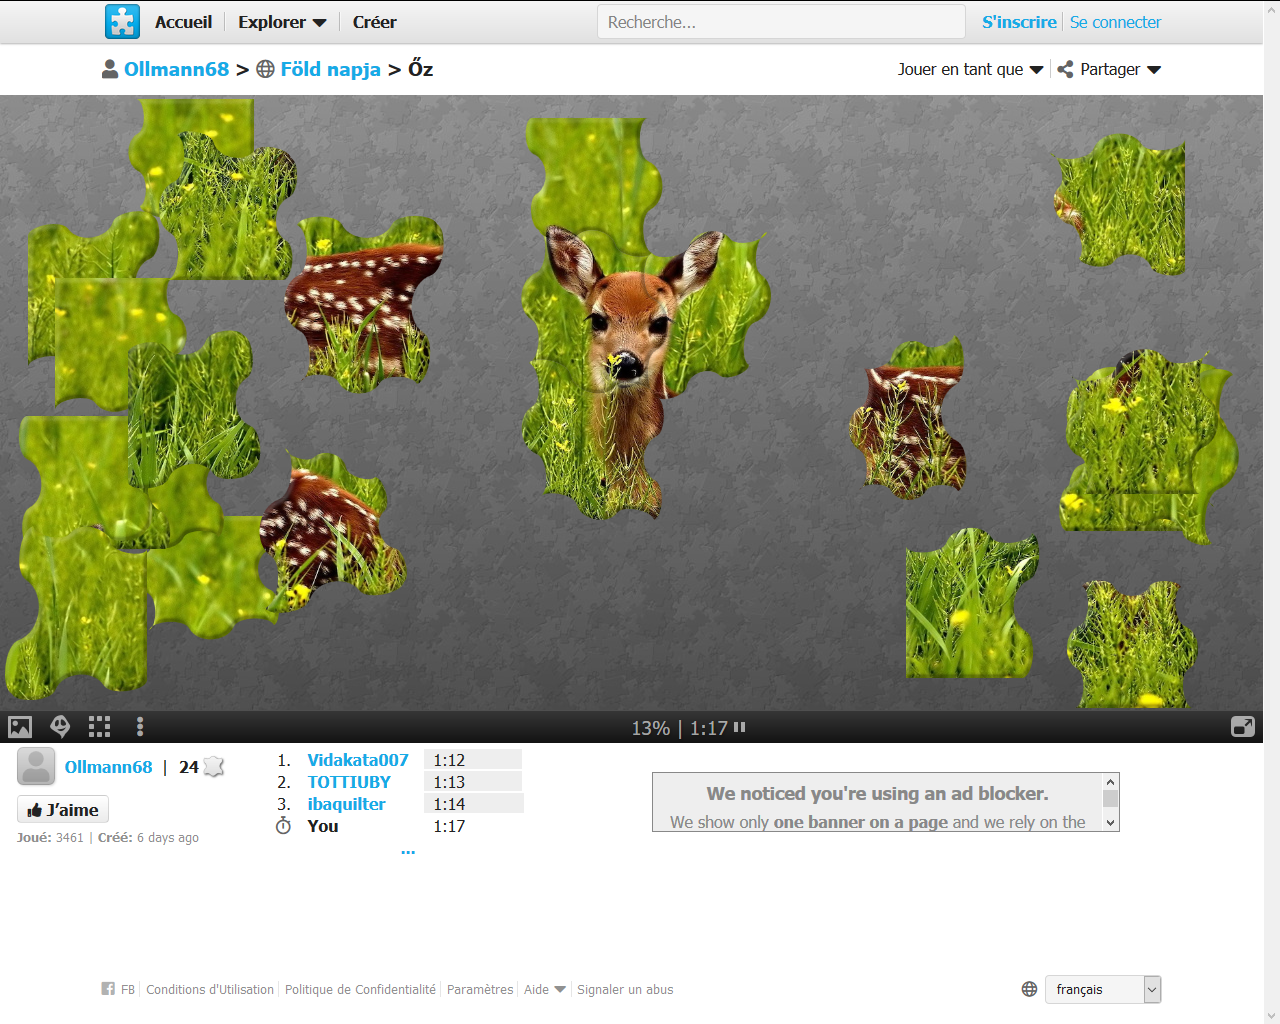 Accueil Explorer Créer Recherche... S'inscrire Se connecter
Ollmann68 > Föld napja > Őz Jouer en tant que Partager
13% | 1:17
Ollmann68 | 24
J'aime
Joué: 3461 | Créé: 6 days ago
1. Vidakata007 1:12
2. TOTTIUBY 1:13
3. ibaquilter 1:14
You 1:17
...
We noticed you're using an ad blocker.
We show only one banner on a page and we rely on the
FB Conditions d'Utilisation Politique de Confidentialité Paramètres Aide Signaler un abus français